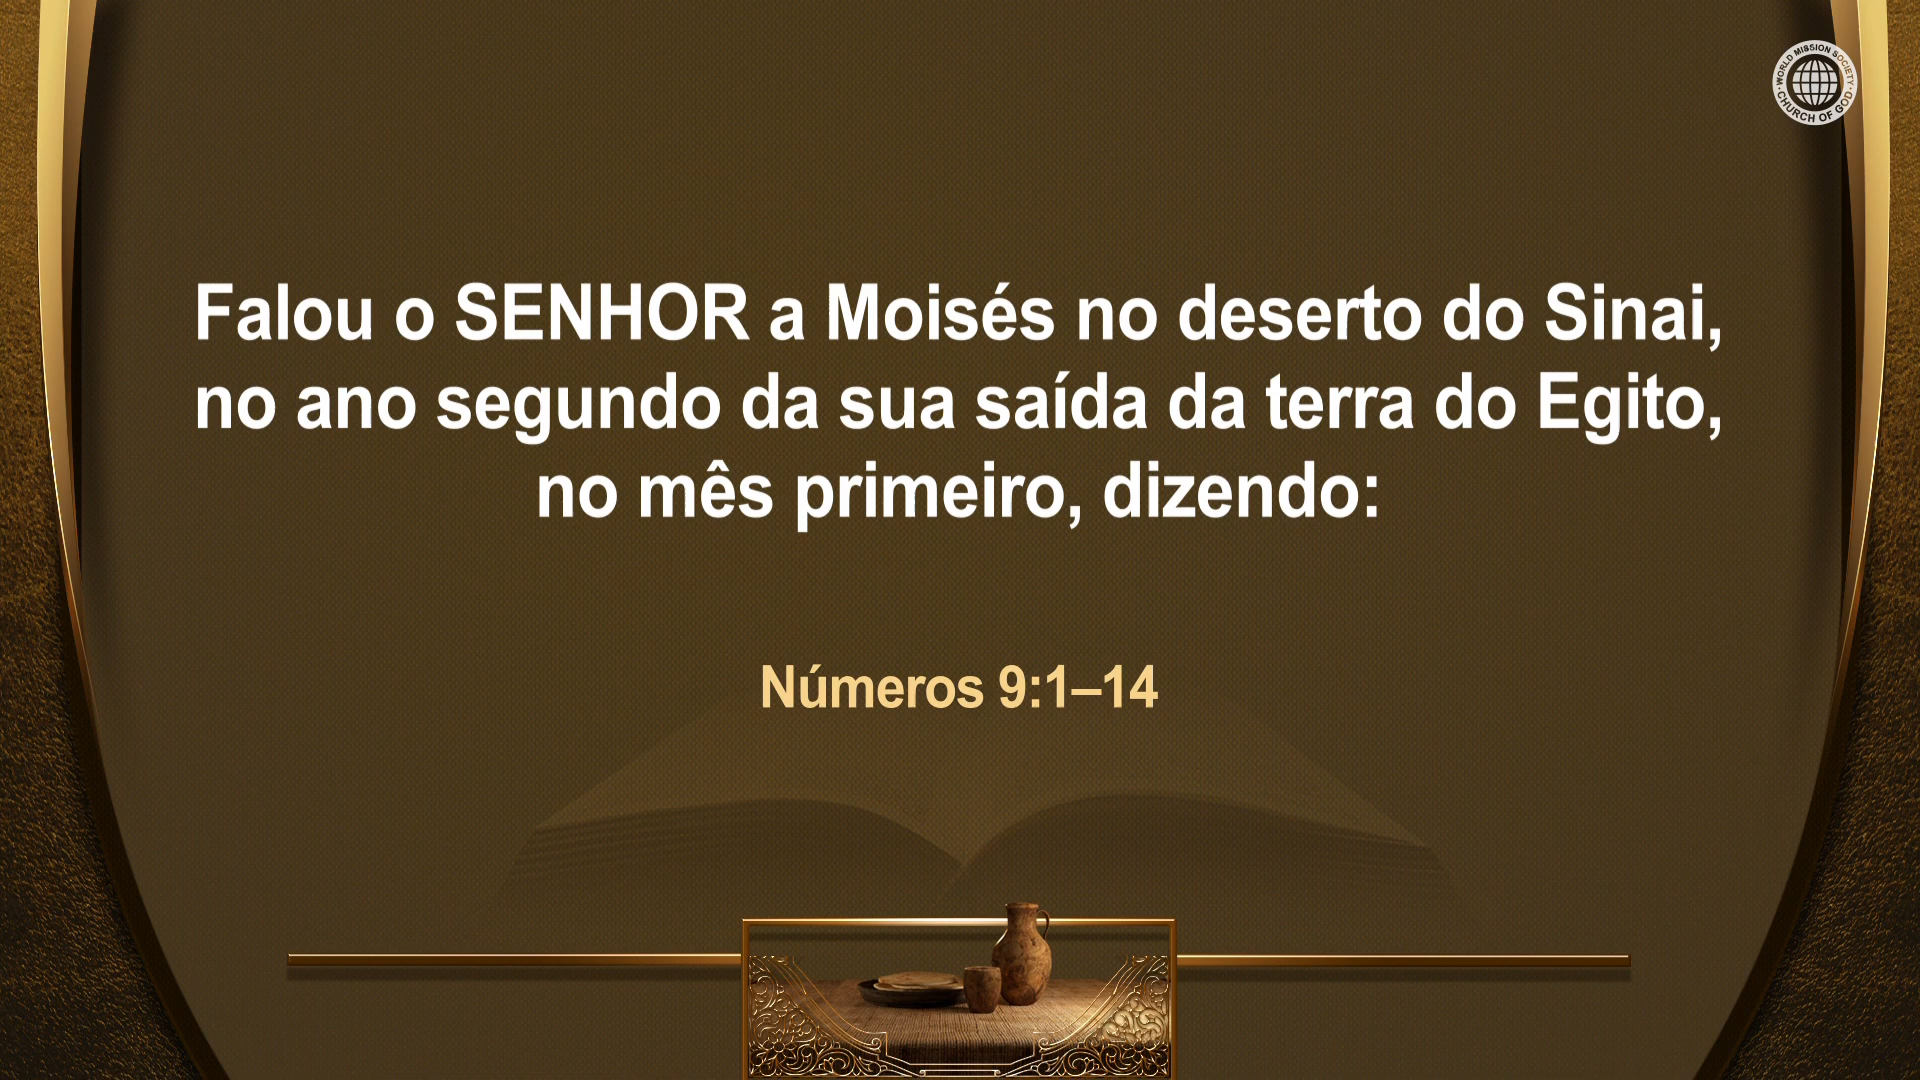 WORLD MISSION SOCIETY
CHURCH OF GOD
Falou o SENHOR a Moisés no deserto do Sinai,
no ano segundo da sua saída da terra do Egito,
no mês primeiro, dizendo:
Números 9:1–14